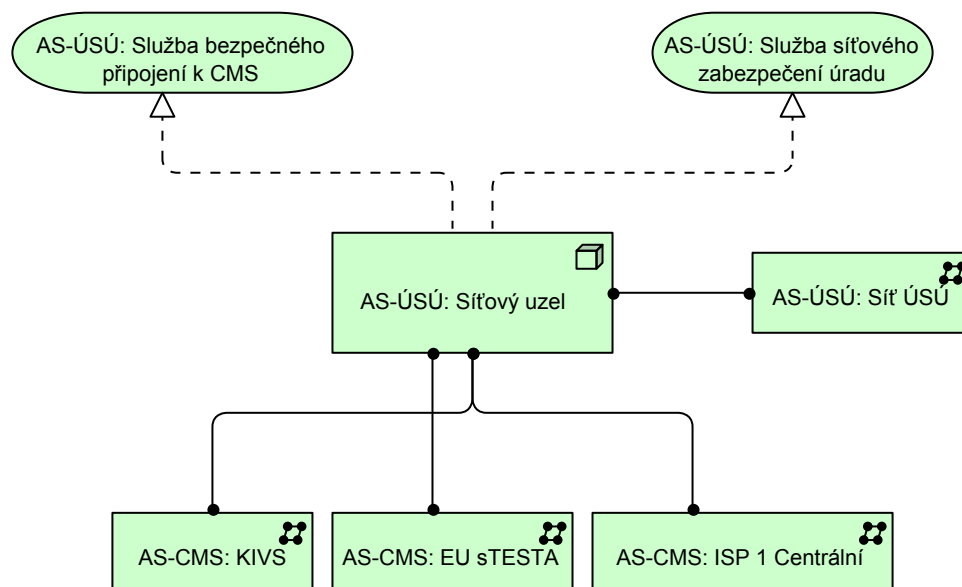 AS-ÚSÚ: Služba bezpečného
připojení k CMS
AS-ÚSÚ: Služba síťového
zabezpečení úradu
AS-ÚSÚ: Síťový uzel
AS-ÚSÚ: Síť ÚSÚ
AS-CMS: KIVS
AS-CMS: EU sTESTA
AS-CMS: ISP 1 Centrální